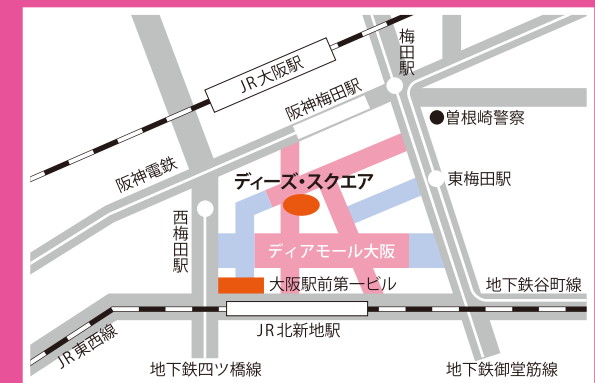 梅田駅
JR大阪駅
阪神梅田駅
曽根崎警察
阪神電鉄
ディーズ・スクエア
東梅田駅
西梅田駅
ディアモール大阪
大阪駅前第一ビル
地下鉄谷町線
JR東西線
JR北新地駅
地下鉄四ツ橋線
地下鉄御堂筋線